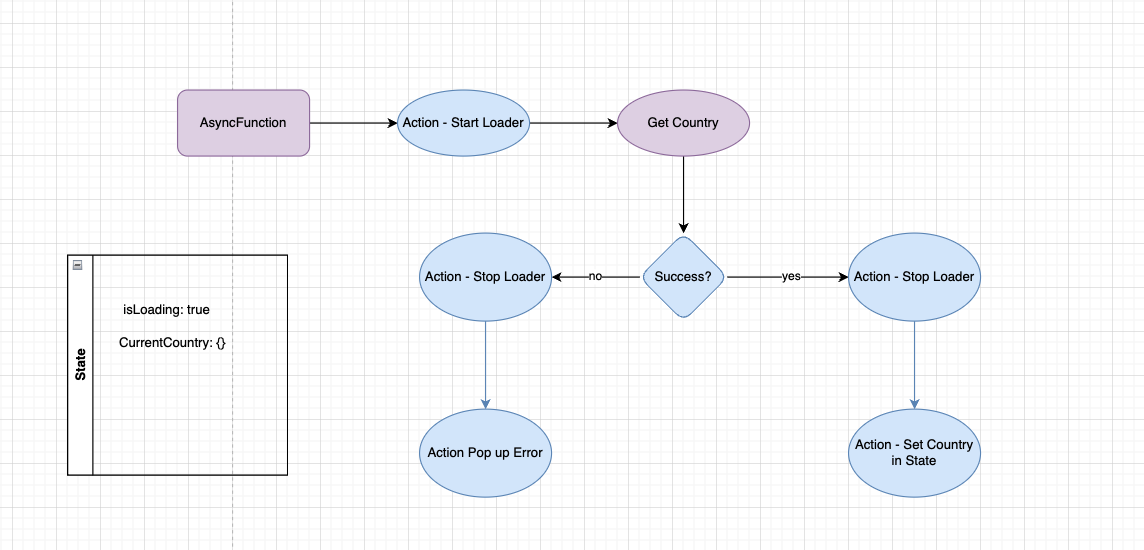 AsyncFunction
Action - Start Loader
Get Country
Action - Stop Loader
no
Success?
yes
Action - Stop Loader
State
isLoading: true
CurrentCountry: {}
Action Pop up Error
Action - Set Country
in State